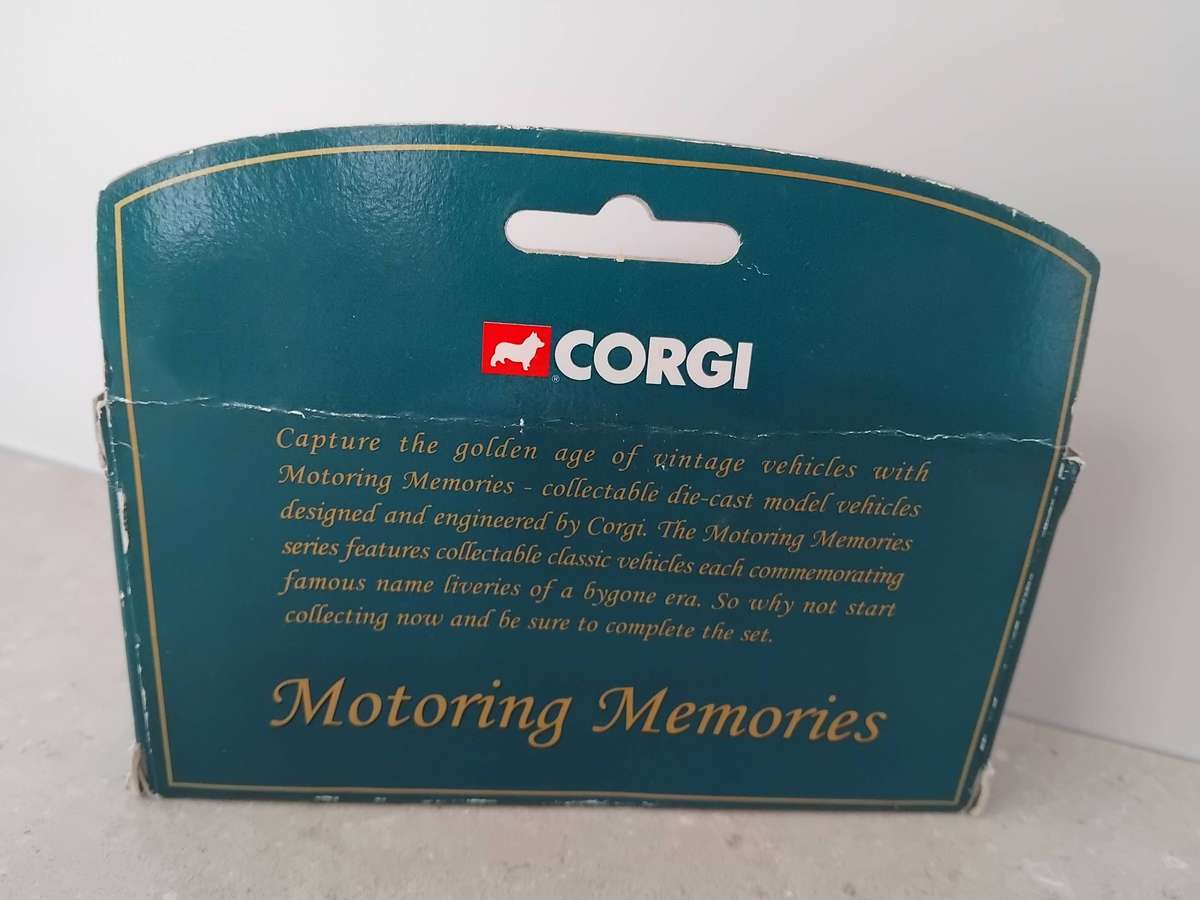 CORGI
®
Capture the golden age of vintage vehicles with
Motoring Memories - collectable die-cast model vehicles
designed and engineered by Corgi. The Motoring Memories
series features collectable classic vehicles each commemorating
famous name liveries of a bygone era. So why not start
collecting now and be sure to complete the set.
Motoring Memories